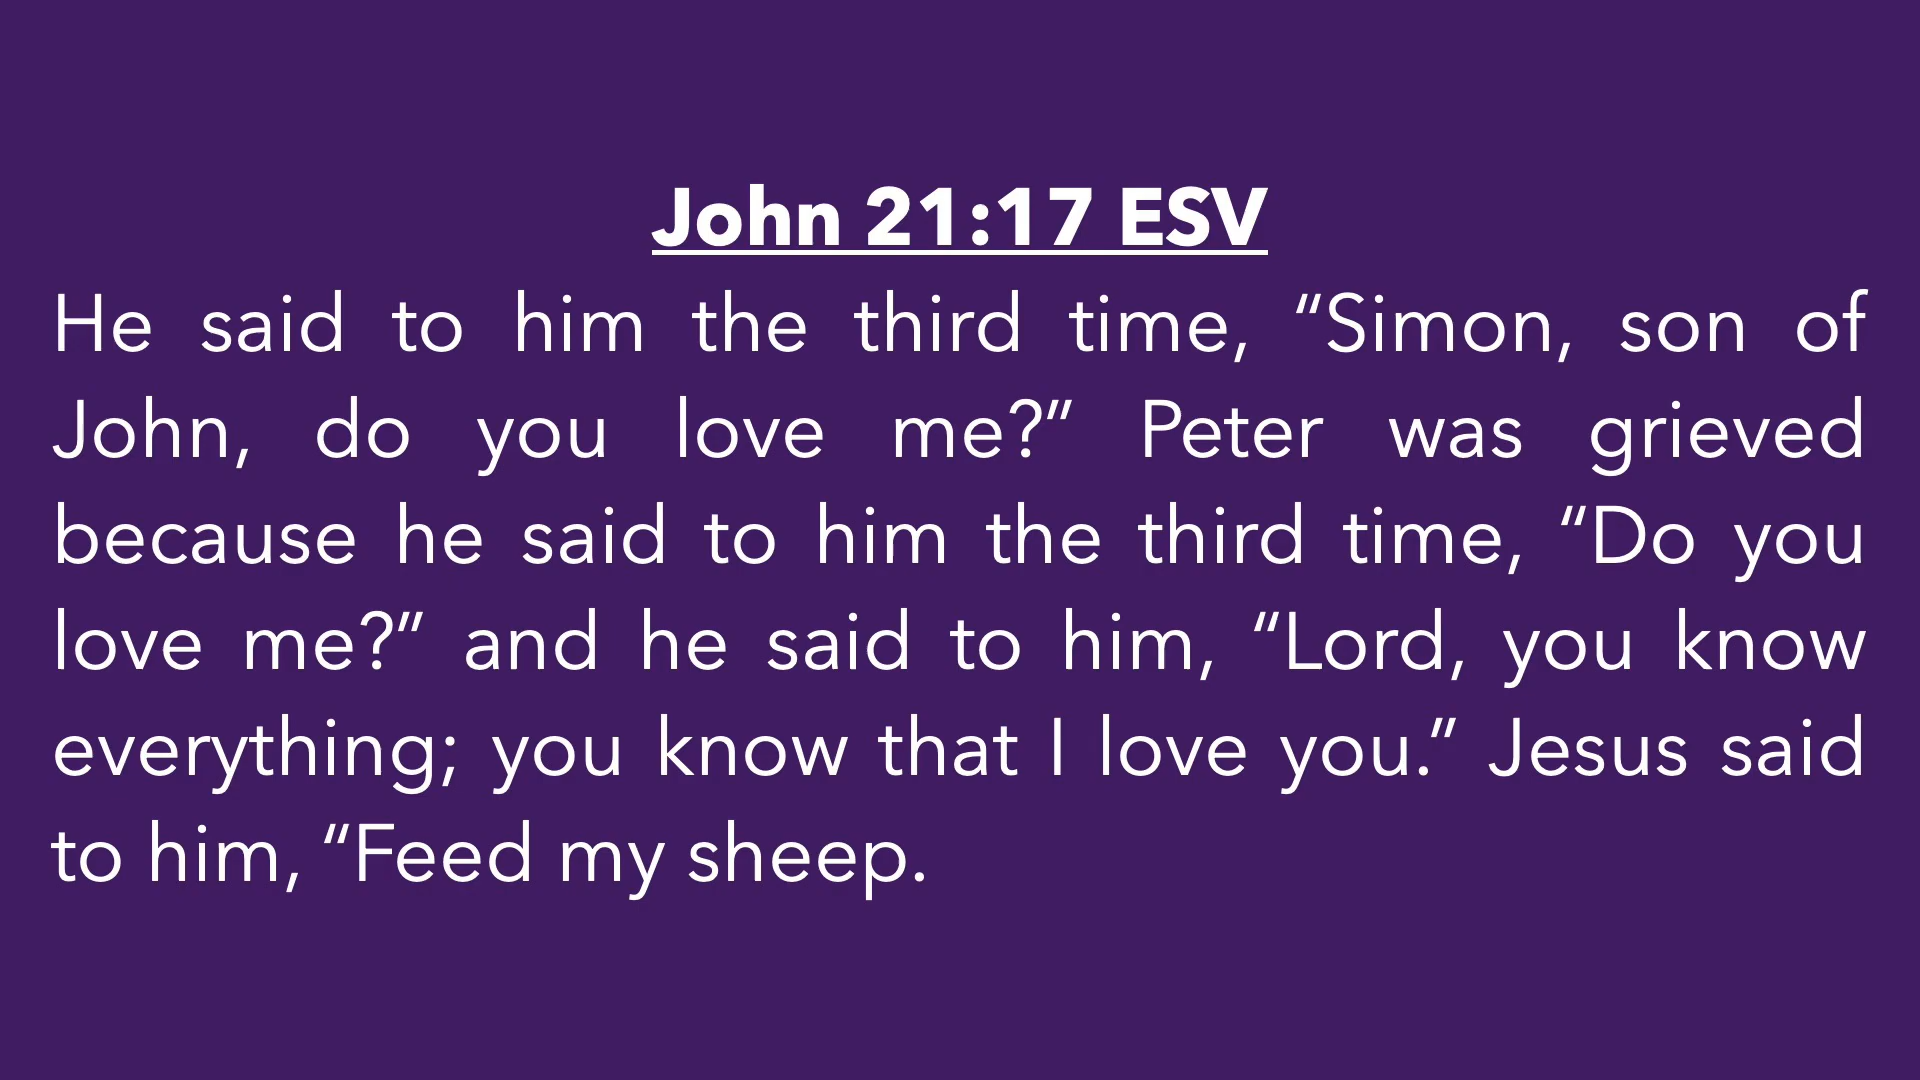 John 21:17 ESV
He said to him the third time, “Simon, son of
John, do you love me?” Peter was grieved
because he said to him the third time, “Do you
love me?” and he said to him, “Lord, you know
everything; you know that I love you.” Jesus said
to him, “Feed my sheep.